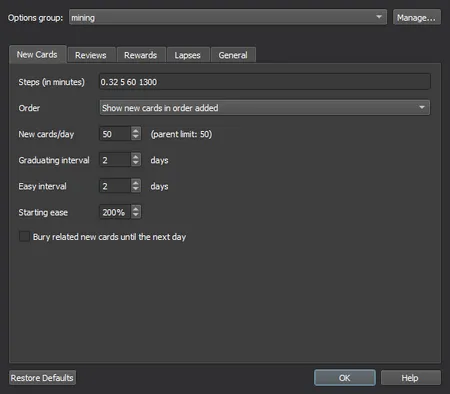 Options group: mining Manage...
New Cards Reviews Rewards Lapses General
Steps (in minutes) 0.32 5 60 1300
Order Show new cards in order added
New cards/day 50 (parent limit: 50)
Graduating interval 2 days
Easy interval 2 days
Starting ease 200%
Bury related new cards until the next day
Restore Defaults OK Help